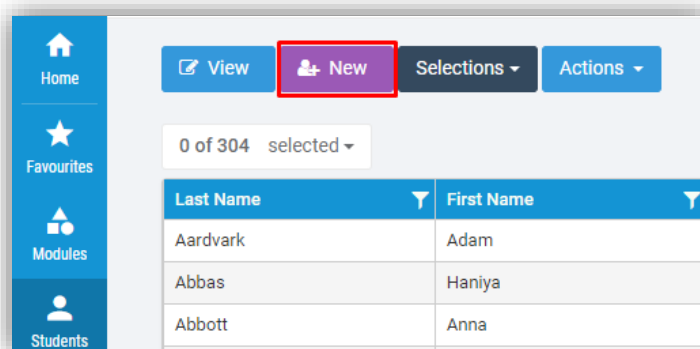 Home
Favourites
Modules
Students
View New Selections Actions
0 of 304 selected
Last Name First Name
Aardvark Adam
Abbas Haniya
Abbott Anna